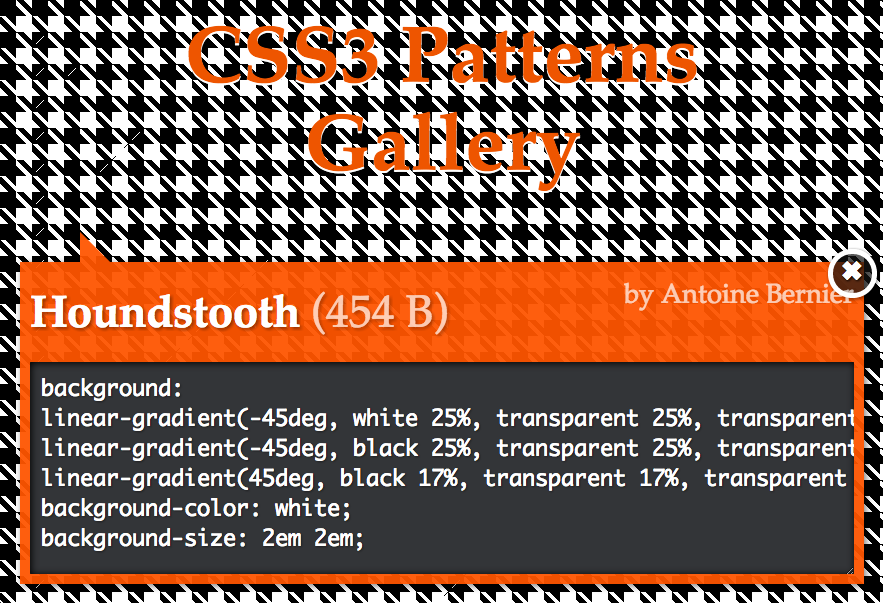 CSS3 Patterns
Gallery
Houndstooth (454 B)
by Antoine Bernier
background:
linear-gradient(-45deg, white 25%, transparent 25%, transparent
linear-gradient(-45deg, black 25%, transparent 25%, transparent
linear-gradient(45deg, black 17%, transparent 17%, transparent
background-color: white;
background-size: 2em 2em;